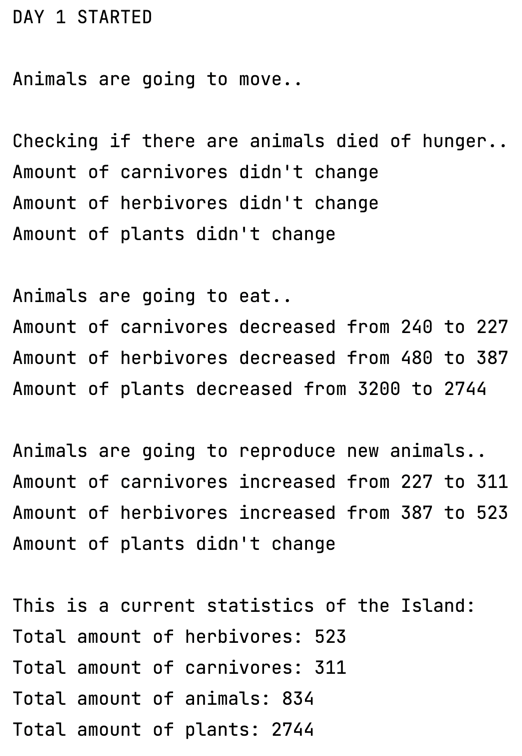 DAY 1 STARTED
Animals are going to move..
Checking if there are animals died of hunger..
Amount of carnivores didn't change
Amount of herbivores didn't change
Amount of plants didn't change
Animals are going to eat..
Amount of carnivores decreased from 240 to 227
Amount of herbivores decreased from 480 to 387
Amount of plants decreased from 3200 to 2744
Animals are going to reproduce new animals..
Amount of carnivores increased from 227 to 311
Amount of herbivores increased from 387 to 523
Amount of plants didn't change
This is a current statistics of the Island:
Total amount of herbivores: 523
Total amount of carnivores: 311
Total amount of animals: 834
Total amount of plants: 2744